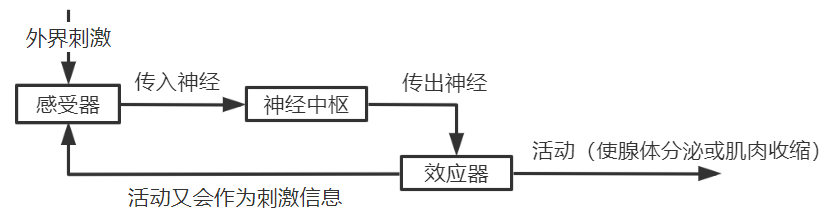 外界刺激
传入神经
传出神经
感受器
神经中枢
活动（使腺体分泌或肌肉收缩）
效应器
活动又会作为刺激信息